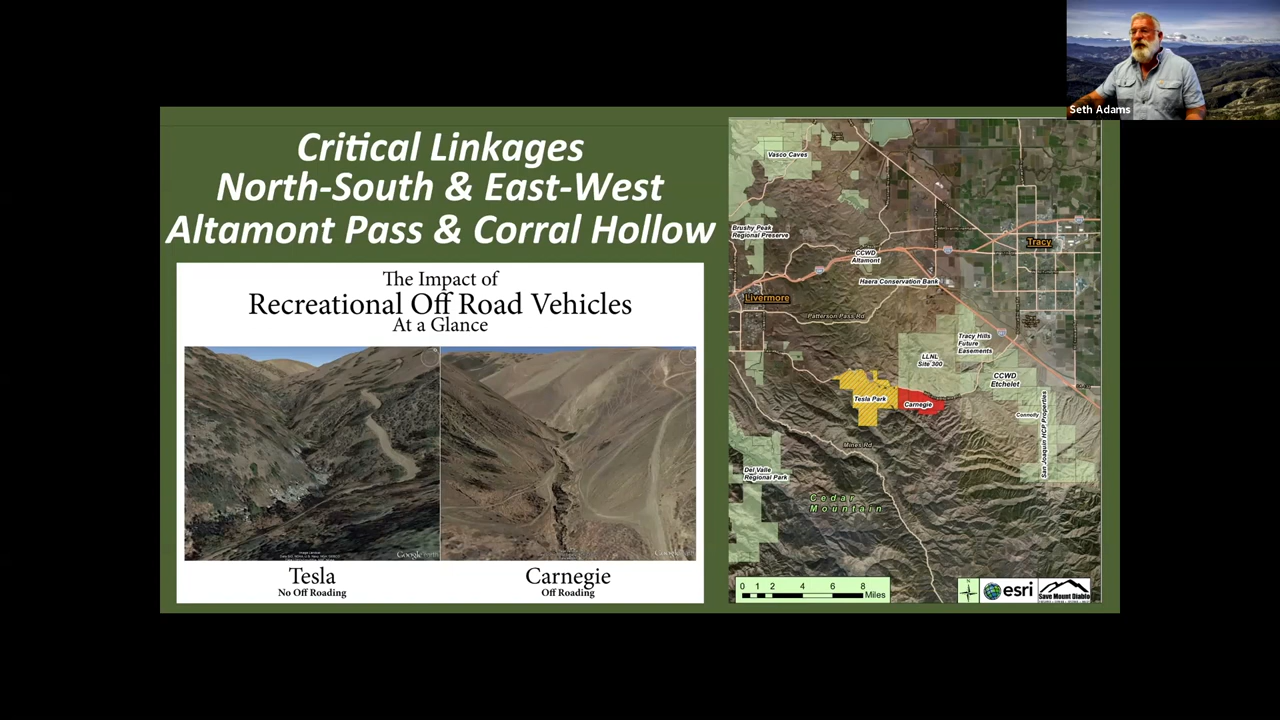 Seth Adams
Critical Linkages
North-South & East-West
Altamont Pass & Corral Hollow
The Impact of
Recreational Off Road Vehicles
At a Glance
Google earth
Tesla
No Off Roading
Carnegie
Off Roading
Vasco Caves
Brushy Peak
Regional Preserve
CCWD
Altamont
Tracy
Haera Conservation Bank
Livermore
Patterson Pass Rd
Tracy Hills
Future
Easements
LLNL
Site 300
CCWD
Etchelet
Tesla Park
Carnegie
Connolly
San Joaquin HCP Properties
Mines Rd
Del Valle
Regional Park
Cedar
Mountain
0 1 2 4 6 8
Miles
N
esri
Save Mount Diablo